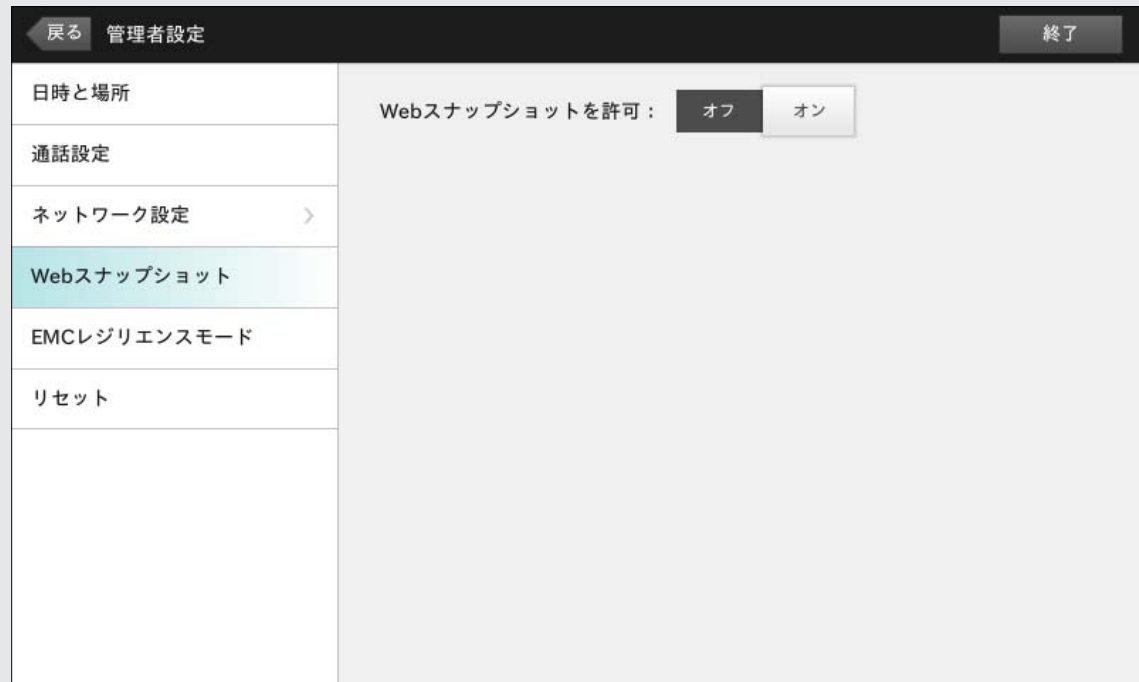 戻る 管理者設定 終了
日時と場所
Webスナップショットを許可： オフ オン
通話設定
ネットワーク設定
Webスナップショット
EMCレジリエンスモード
リセット